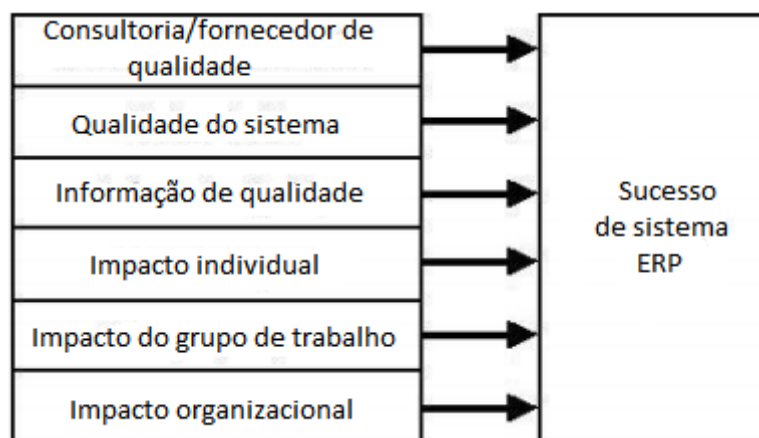 Consultoria/fornecedor de
qualidade
Qualidade do sistema
Informação de qualidade
Impacto individual
Impacto do grupo de trabalho
Impacto organizacional
Sucesso
de sistema
ERP